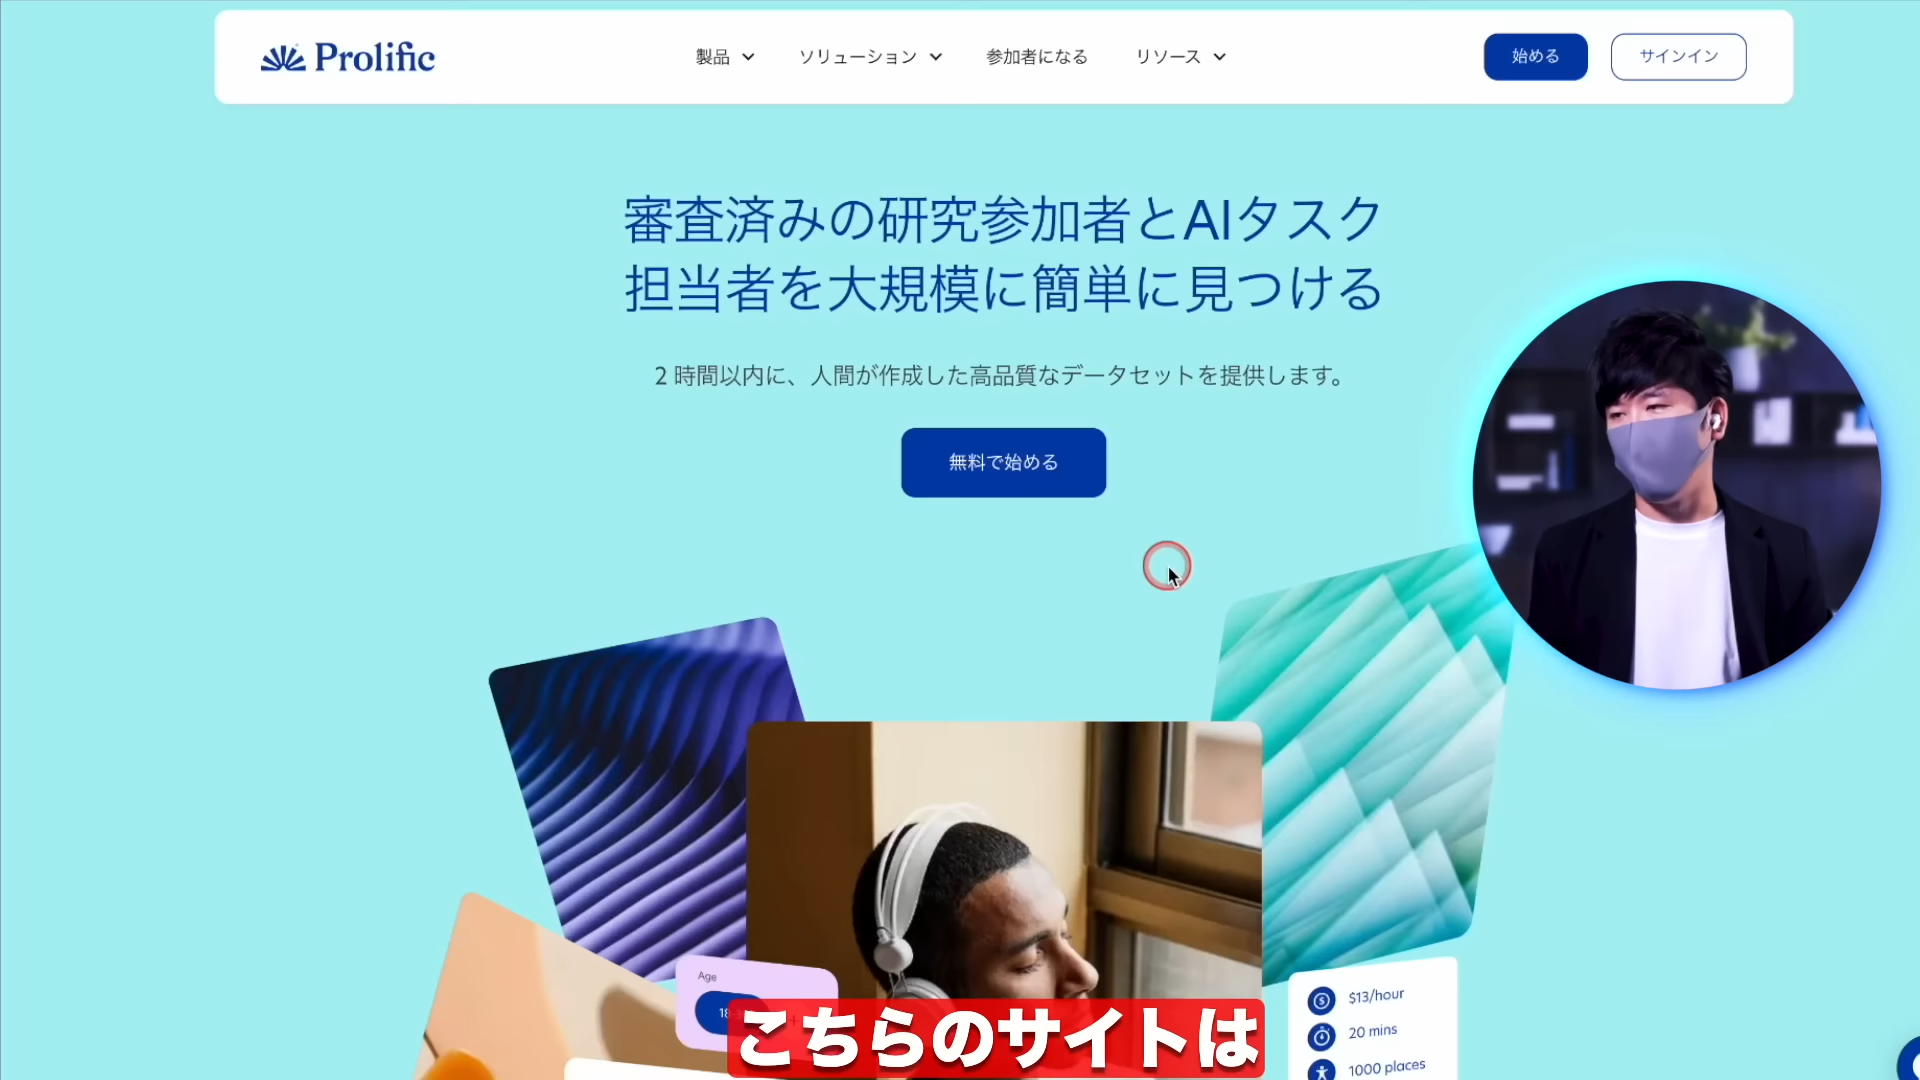 Prolific
製品
ソリューション
参加者になる
リソース
始める
サインイン
審査済みの研究参加者とAIタスク
担当者を大規模に簡単に見つける
2 時間以内に、人間が作成した高品質なデータセットを提供します。
無料で始める
Age
$13/hour
20 mins
1000 places
こちらのサイトは